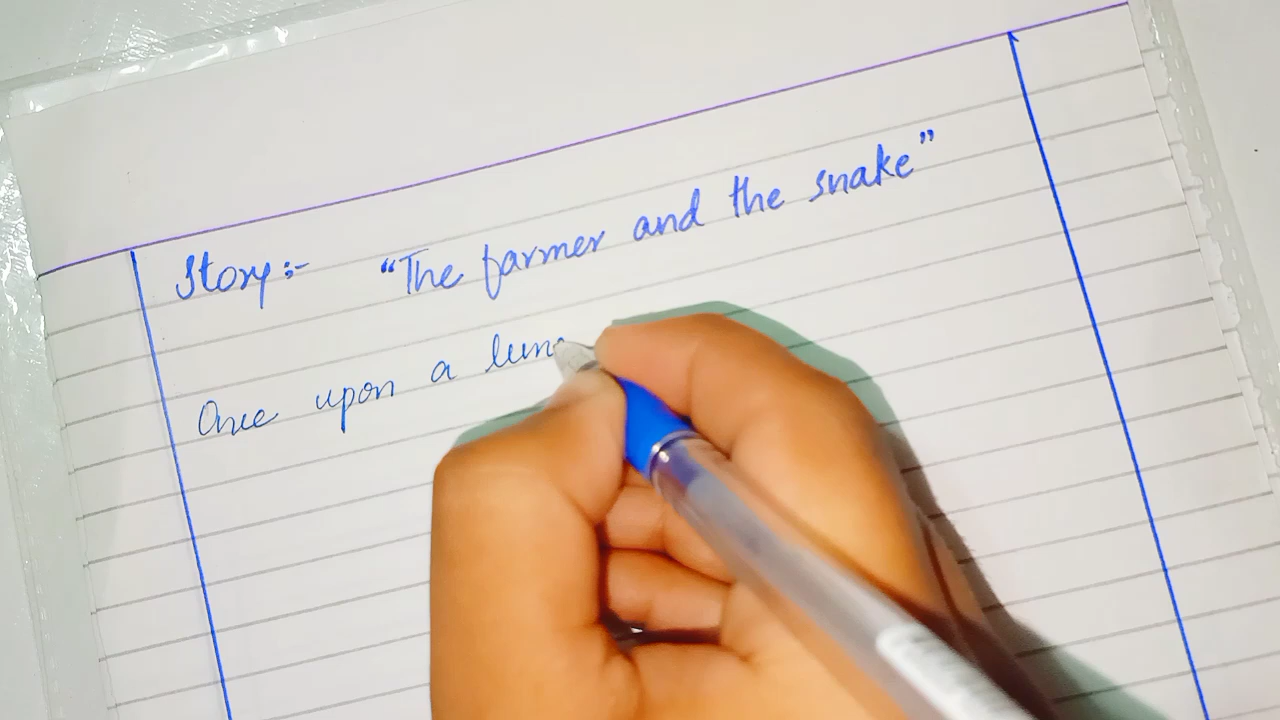 Story:- "The farmer and the snake"
Once upon a